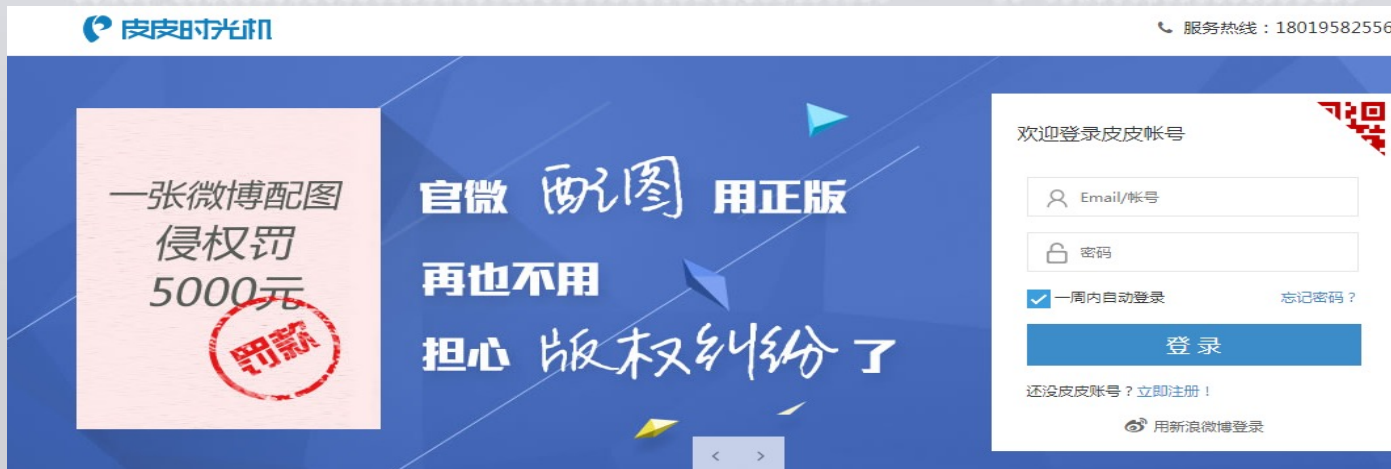 皮皮时光机
服务热线：18019582556
一张微博配图
侵权罚
5000元
罚款
官微 配图 用正版
再也不用
担心 版权纠纷 了
欢迎登录皮皮帐号
Email/帐号
密码
一周内自动登录
忘记密码？
登录
还没皮皮账号？立即注册！
用新浪微博登录